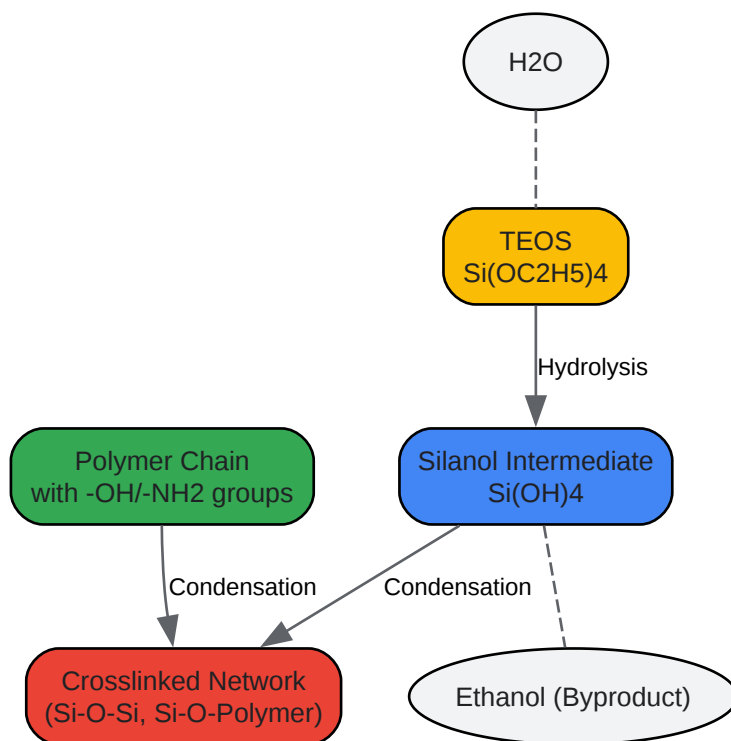 H2O
TEOS
Si(OC2H5)4
Hydrolysis
Polymer Chain
with -OH/-NH2 groups
Silanol Intermediate
Si(OH)4
Condensation
Condensation
Crosslinked Network
(Si-O-Si, Si-O-Polymer)
Ethanol (Byproduct)